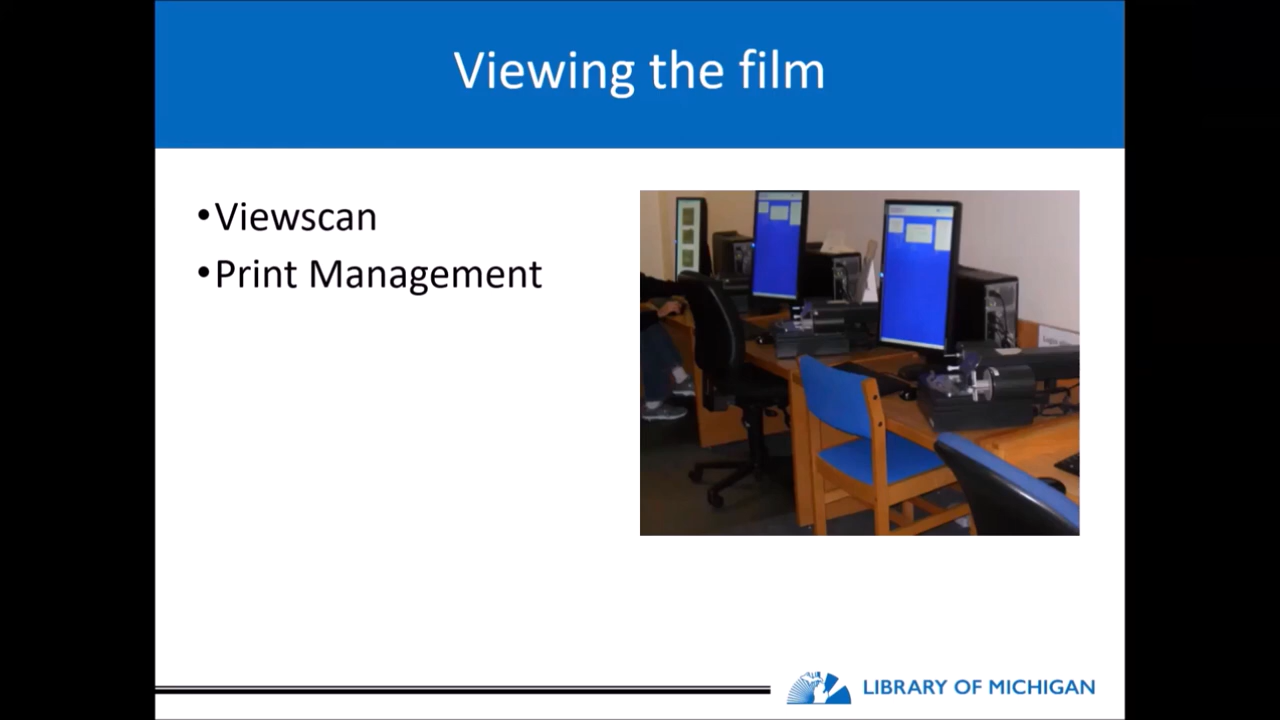 Viewing the film
•Viewscan
•Print Management
LIBRARY OF MICHIGAN